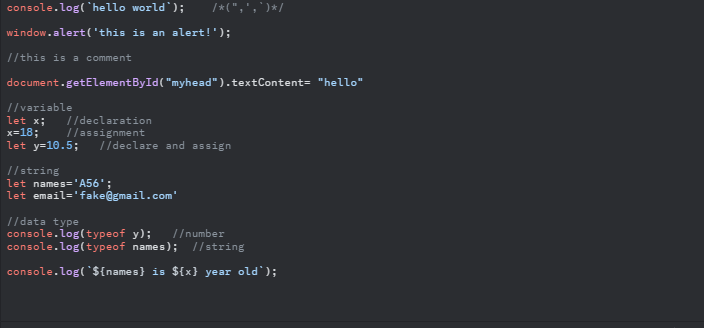 console.log(`hello world`);    /*(",',`)*/
window.alert('this is an alert!');
//this is a comment
document.getElementById("myhead").textContent= "hello"
//variable
let x;   //declaration
x=18;    //assignment
let y=10.5;   //declare and assign
//string
let names='A56';
let email='fake@gmail.com'
//data type
console.log(typeof y);   //number
console.log(typeof names);  //string
console.log(`${names} is ${x} year old`);